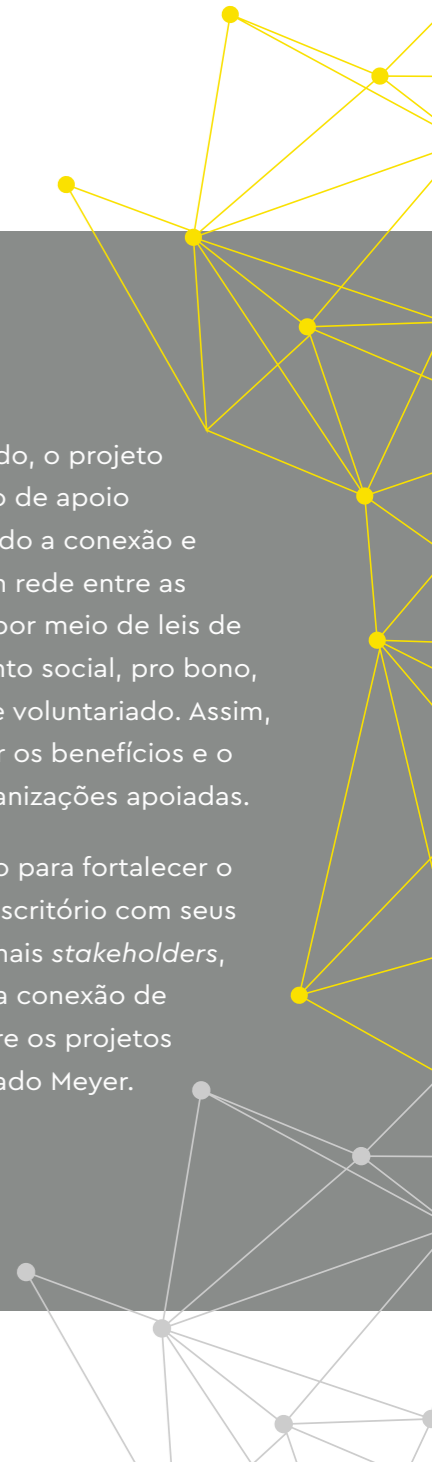 do, o projeto
o de apoio
do a conexão e
rede entre as
por meio de leis de
nto social, pro bono,
e voluntariado. Assim,
r os benefícios e o
anizações apoiadas.
o para fortalecer o
scritório com seus
mais stakeholders,
a conexão de
re os projetos
ado Meyer.